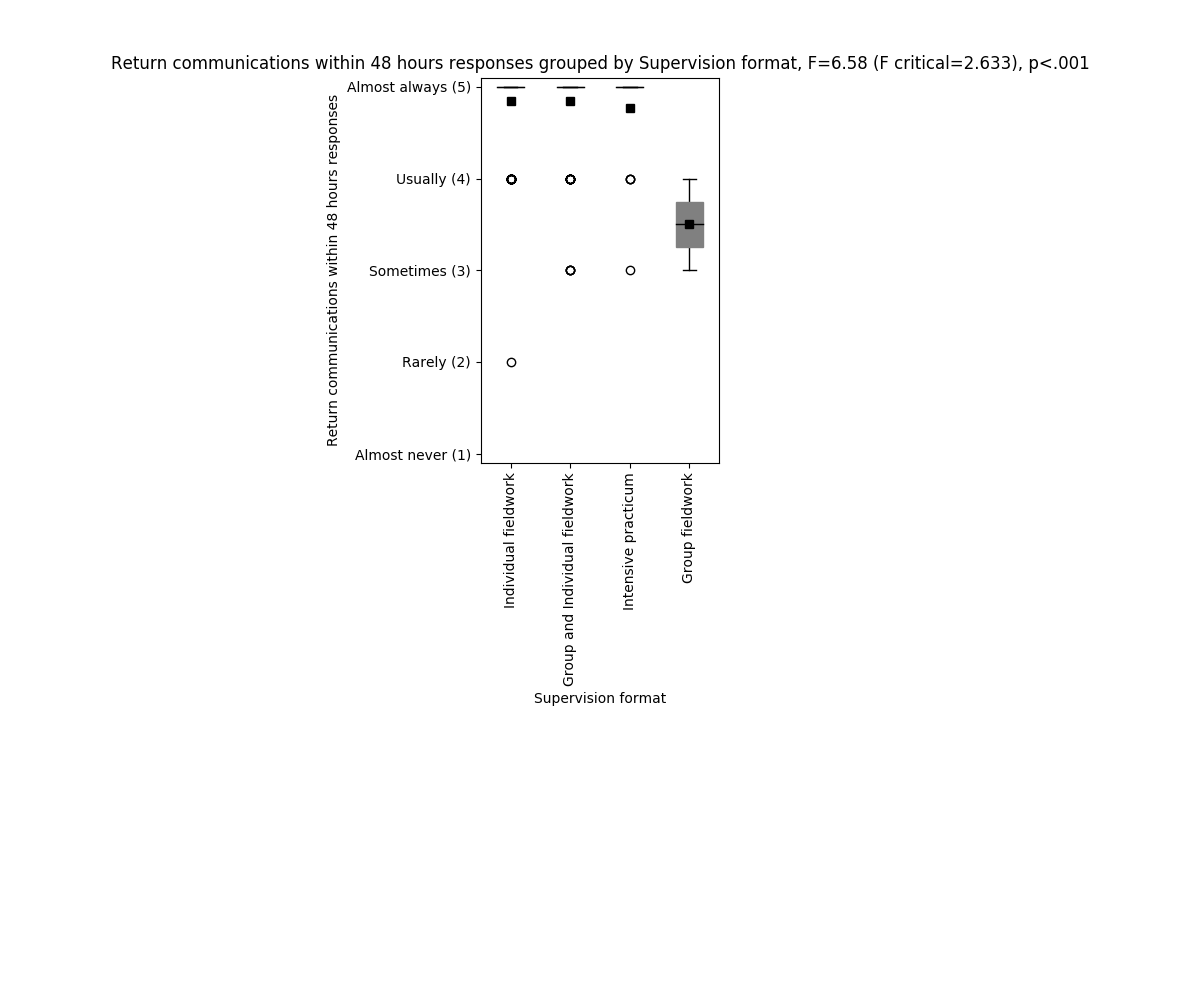 Return communications within 48 hours responses grouped by Supervision format, F=6.58 (F critical=2.633), p<.001
Return communications within 48 hours responses
Almost always (5)
Usually (4)
Sometimes (3)
Rarely (2)
Almost never (1)
Individual fieldwork
Group and Individual fieldwork
Intensive practicum
Group fieldwork
Supervision format